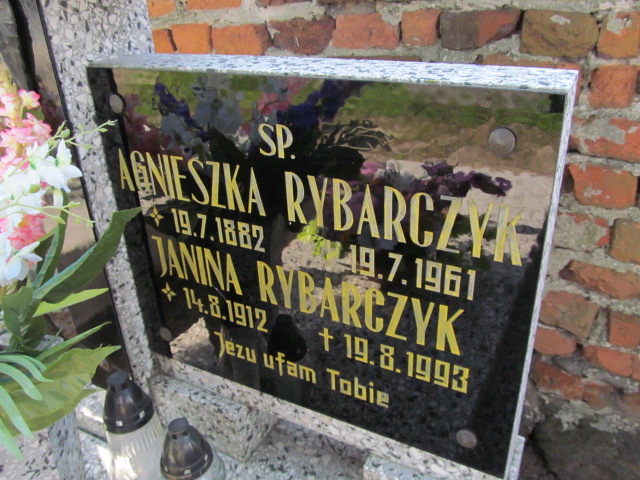 SP.
AGNIESZKA RYBARCZYK
✧ 19.7.1882 † 19.7.1961
JANINA RYBARCZYK
✧ 14.8.1912 † 19.8.1993
Jezu ufam Tobie